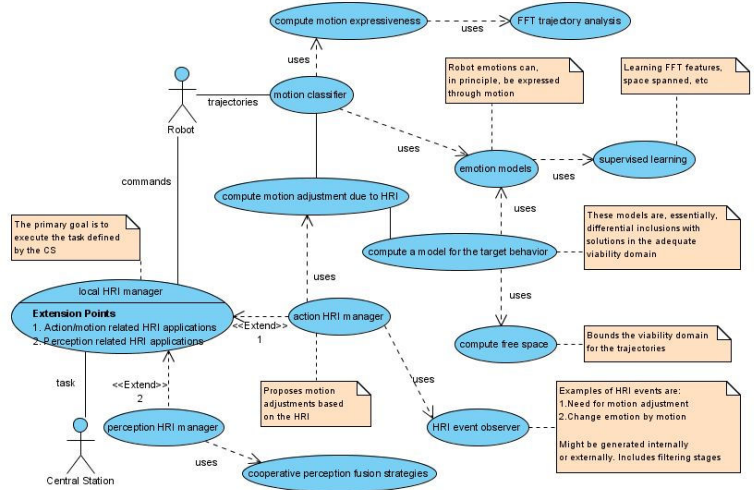 compute motion expressiveness
uses
FFT trajectory analysis
uses
Robot emotions can,
in principle, be expressed
through motion
Learning FFT features,
space spanned, etc
trajectories
motion classifier
Robot
uses
emotion models
uses
supervised learning
commands
compute motion adjustment due to HRI
uses
The primary goal is to
execute the task defined
by the CS
These models are, essentially,
differential inclusions with
solutions in the adequate
viability domain
compute a model for the target behavior
uses
local HRI manager
Extension Points
1. Action/motion related HRI applications
2. Perception related HRI applications
<<Extend>>
1
action HRI manager
uses
compute free space
Bounds the viability domain
for the trajectories
task
<<Extend>>
2
Proposes motion
adjustments based
on the HRI
uses
Examples of HRI events are:
1.Need for motion adjustment
2.Change emotion by motion
Might be generated internally
or externally. Includes filtering stages
perception HRI manager
HRI event observer
uses
cooperative perception fusion strategies
Central Station